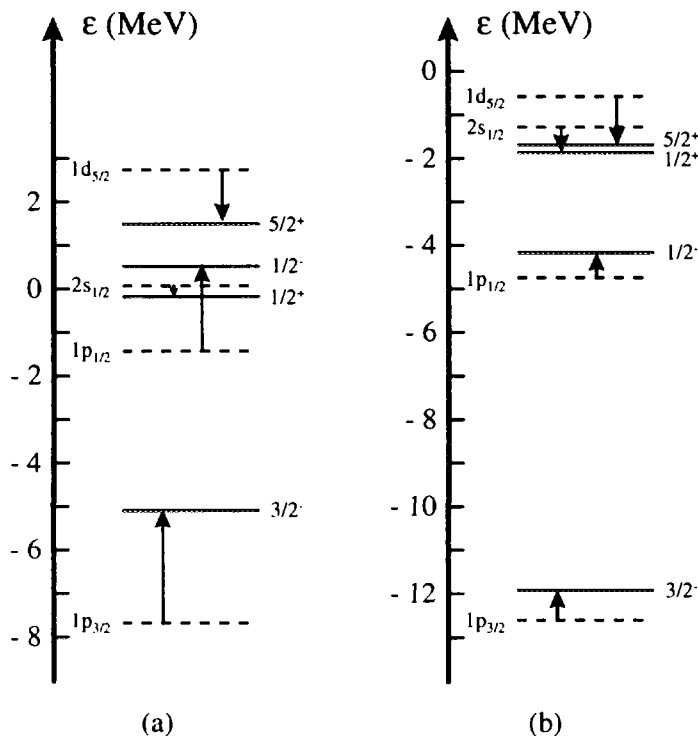 ε (MeV)
2
0
- 2
- 4
- 6
- 8
1d5/2
5/2+
1/2-
2s1/2
1/2+
1p1/2
3/2-
1p3/2
(a)
ε (MeV)
0
- 2
- 4
- 6
- 8
- 10
- 12
1d5/2
2s1/2
5/2+
1/2+
1/2-
1p1/2
3/2-
1p3/2
(b)